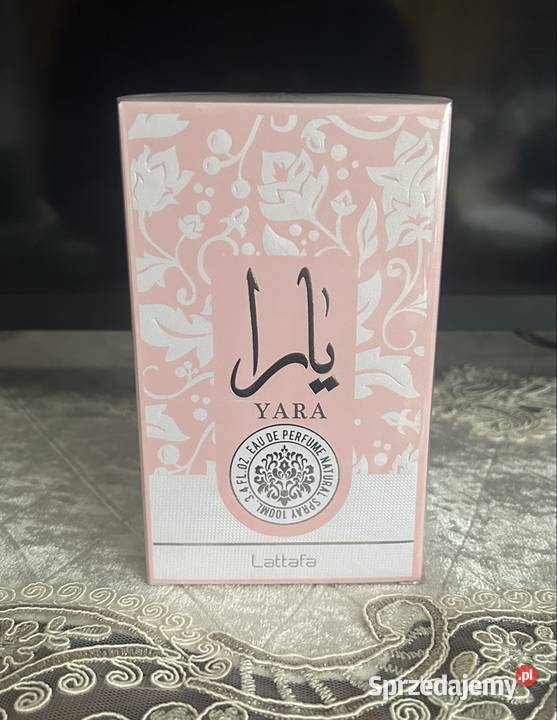 يارا
YARA
EAU DE PERFUME NATURAL SPRAY 100ML. 3.4 FL.OZ.
Lattafa
Sprzedajemy.pl